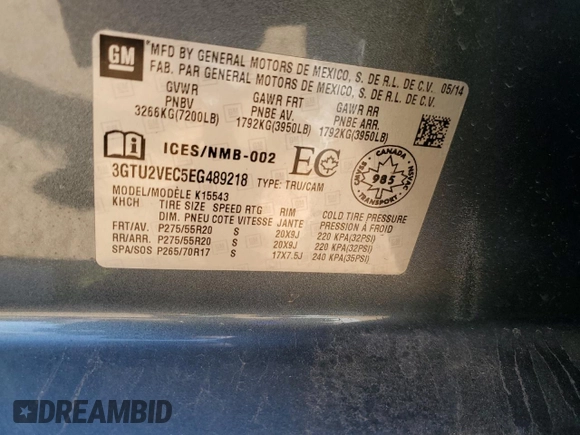 GM
MFD BY GENERAL MOTORS DE MEXICO, S. DE R.L. DE C.V. 05/14
FAB. PAR GENERAL MOTORS DE MEXICO, S. DE R.L. DE C.V.
GVWR GAWR FRT GAWR RR
PNBV PNBE AV. PNBE ARR.
3266KG(7200LB) 1792KG(3950LB) 1792KG(3950LB)
ICES/NMB-002 EC
3GTU2VEC5EG489218 TYPE: TRU/CAM
MODEL/MODÈLE K15543
CANADA
985
TRANSPORT
KHCH TIRE SIZE SPEED RTG RIM COLD TIRE PRESSURE
DIM. PNEU COTE VITESSE JANTE PRESSION À FROID
FRT/AV. P275/55R20 S 20X9J 220 KPA(32PSI)
RR/ARR. P275/55R20 S 20X9J 220 KPA(32PSI)
SPA/SOS P265/70R17 S 17X7.5J 240 KPA(35PSI)
DREAMBID